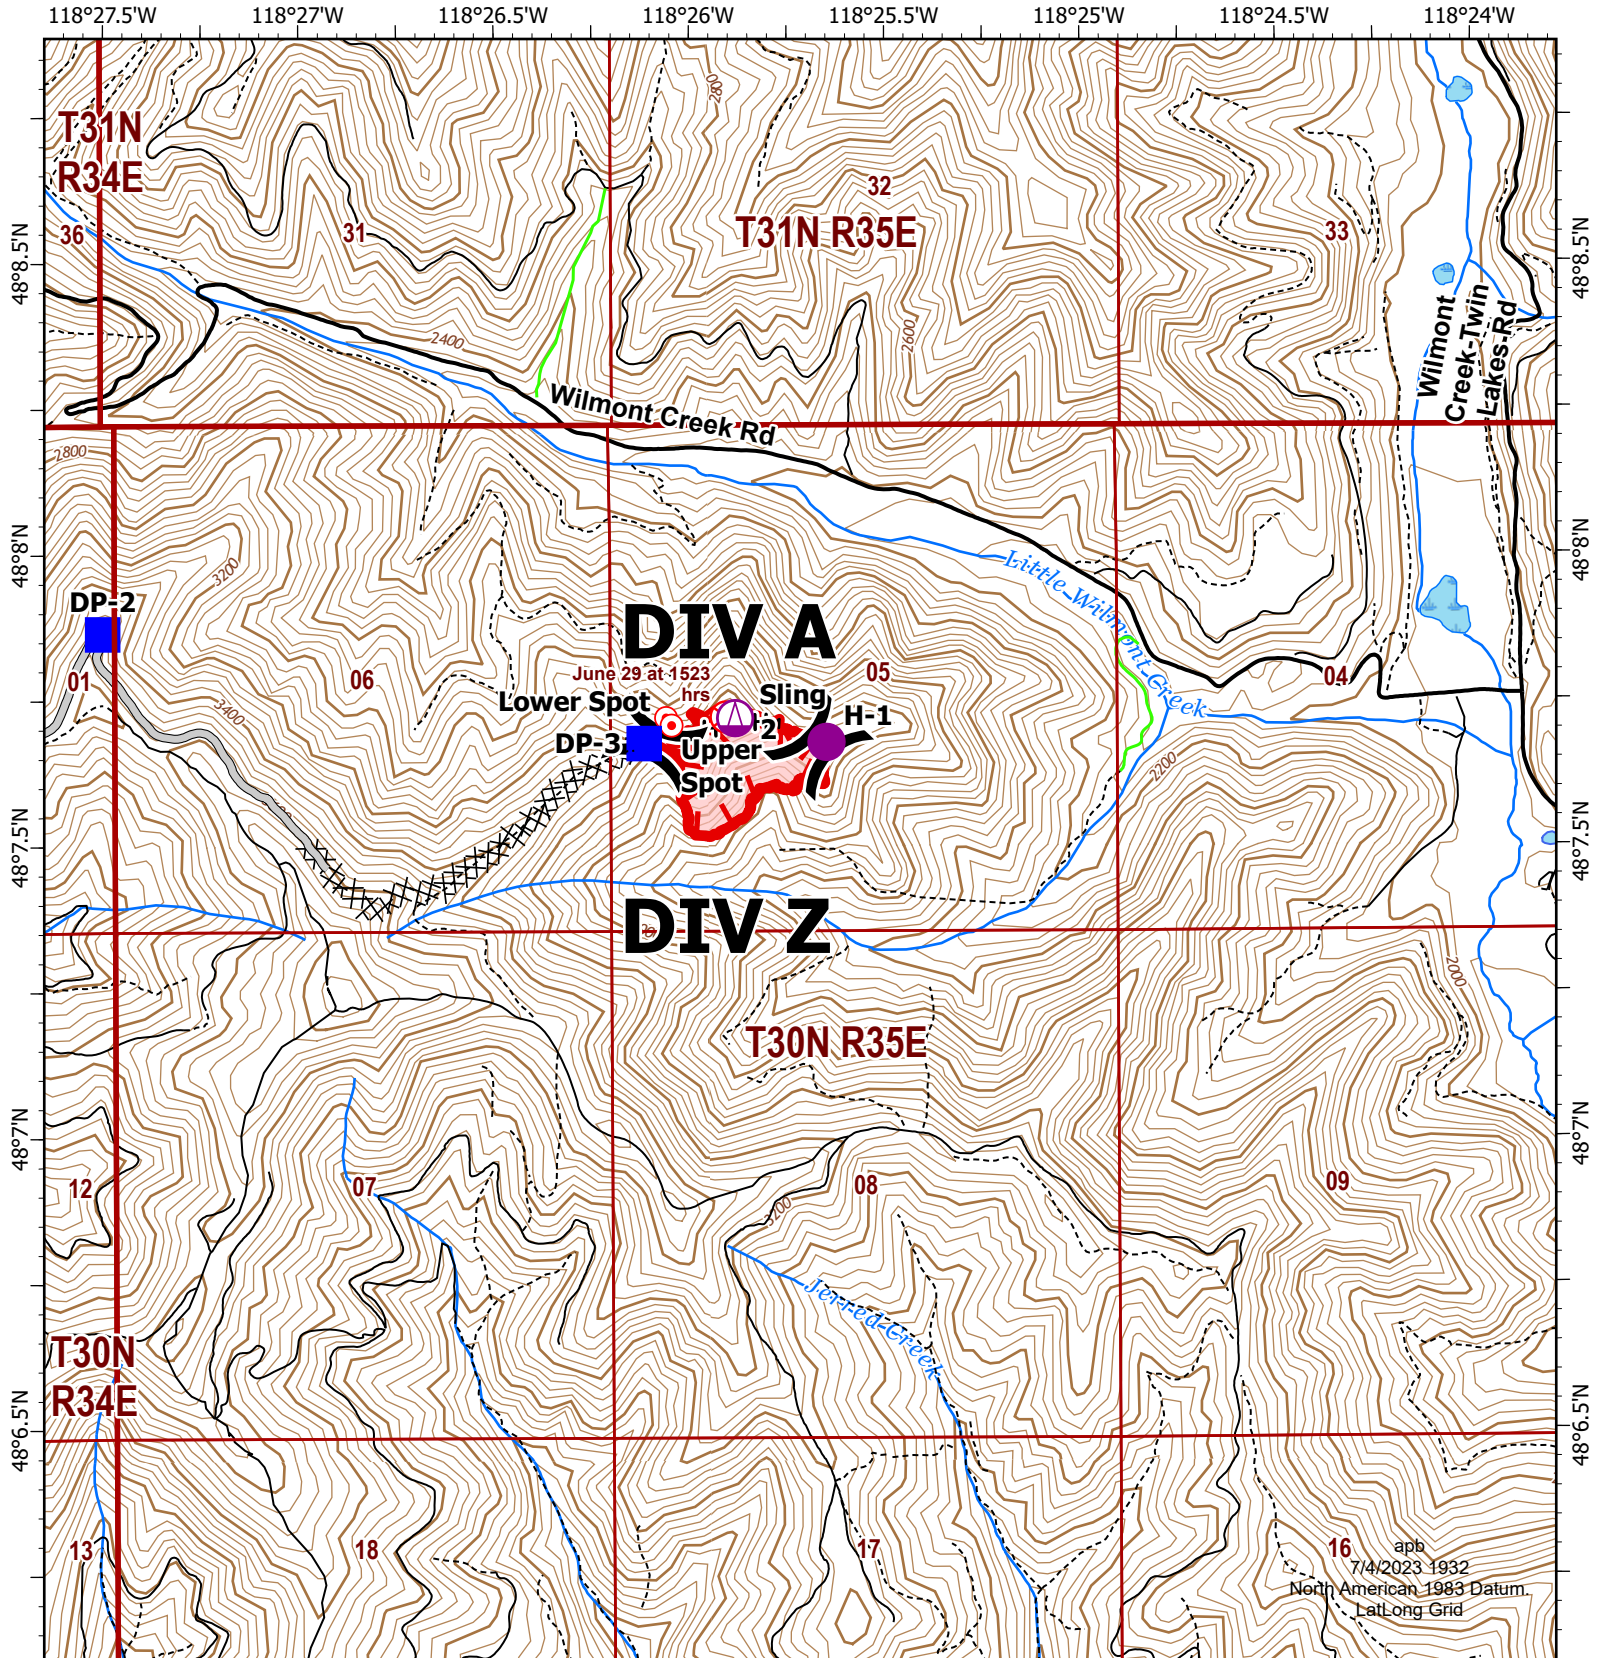 118°27.5'W
118°27'W
118°26.5'W
118°26'W
118°25.5'W
118°25'W
118°24.5'W
118°24'W
T31N
R34E
36
31
2800
32
T31N R35E
33
48°8.5'N
48°8.5'N
2400
2600
Wilmont Creek Rd
Wilmont
Creek-Twin
Lakes-Rd
2800
48°8'N
48°8'N
3200
Little Wilmont Creek
DP-2
DIV A
01
06
05
04
June 29 at 1523
hrs
Lower Spot
Sling
H-1
2
DP-3
Upper
Spot
3400
2200
48°7.5'N
48°7.5'N
DIV Z
2000
T30N R35E
48°7'N
48°7'N
12
07
08
09
3200
Jerred Creek
T30N
R34E
48°6.5'N
48°6.5'N
13
18
17
16
apb
7/4/2023 1932
North American 1983 Datum.
LatLong Grid